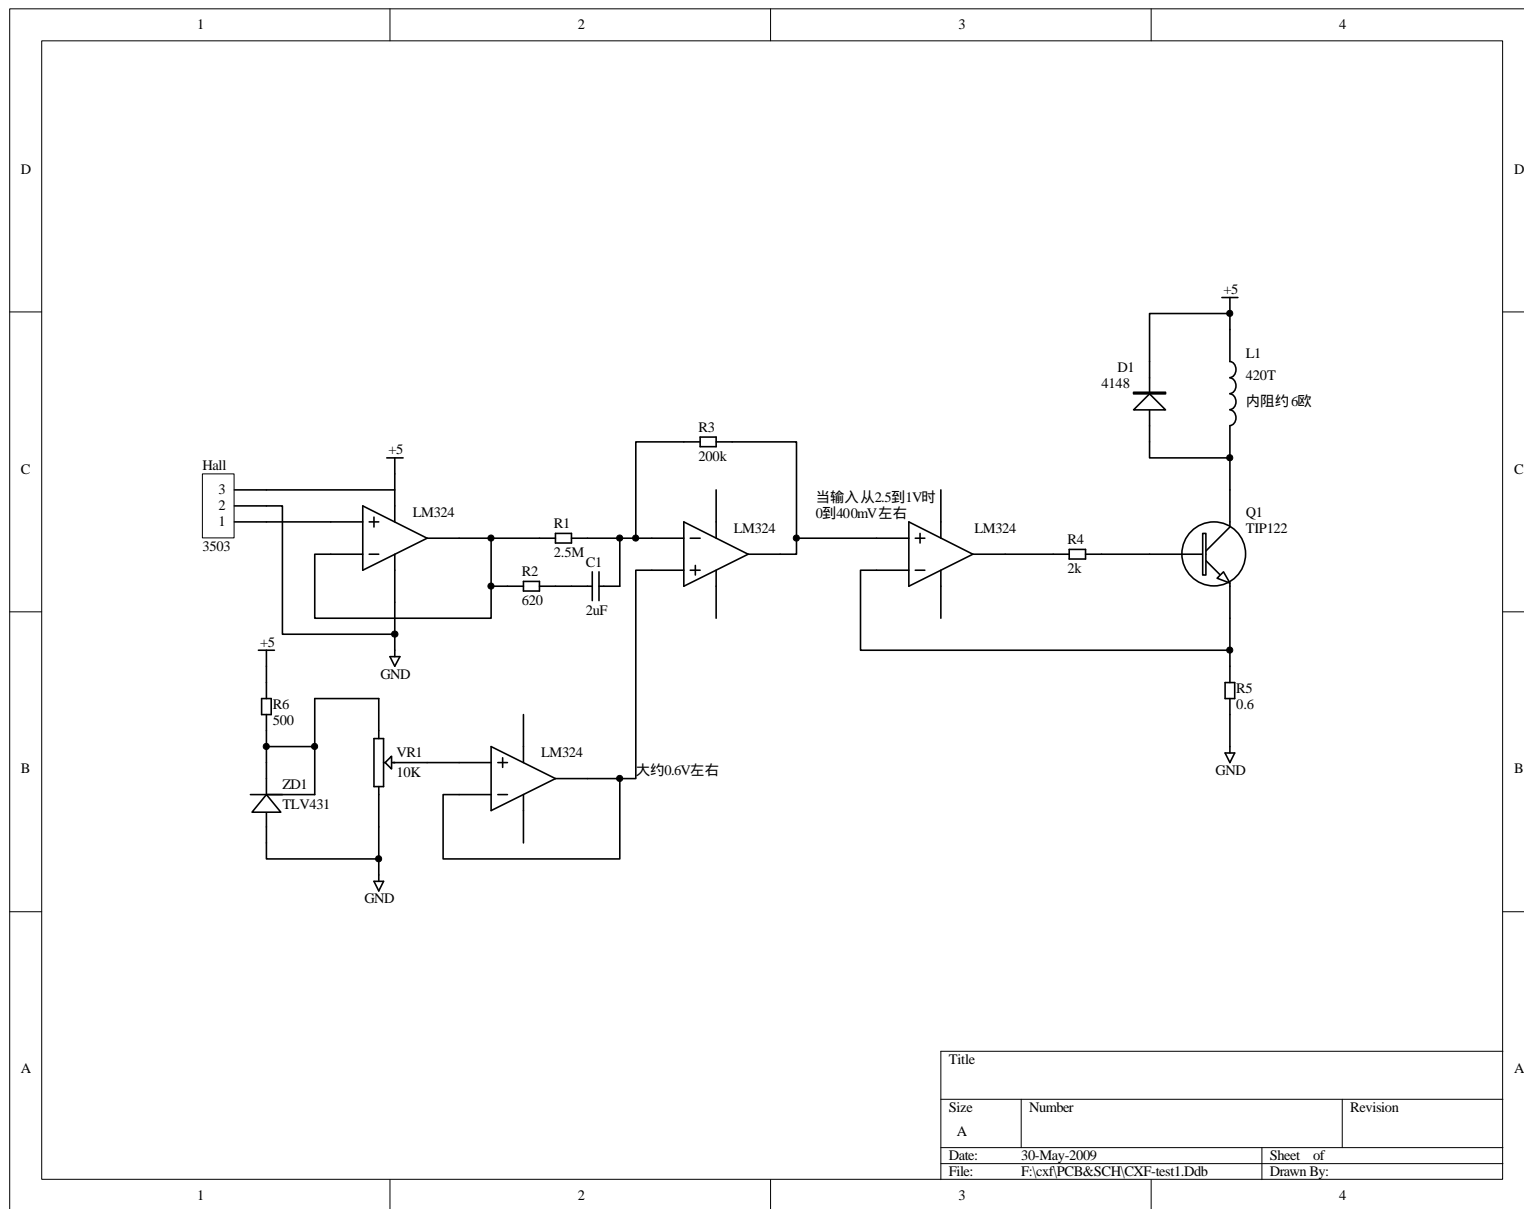 1 2 3 4
D D
+5
L1
D1
420T
4148
内阻约6欧
R3
+5
200k
Hall
C C
3
当输入从2.5到1V时
2
LM324
0到400mV左右
Q1
1
R1
LM324
LM324
TIP122
3503
2.5M
C1
R4
R2
2k
620
2uF
+5
GND
R6
R5
500
0.6
LM324
VR1
大约0.6V左右
GND
B B
10K
ZD1
TLV431
GND
Title
A A
Size Number Revision
A
Date: 30-May-2009 Sheet of
File: F:\cxf\PCB&SCH\CXF-test1.Ddb Drawn By:
1 2 3 4